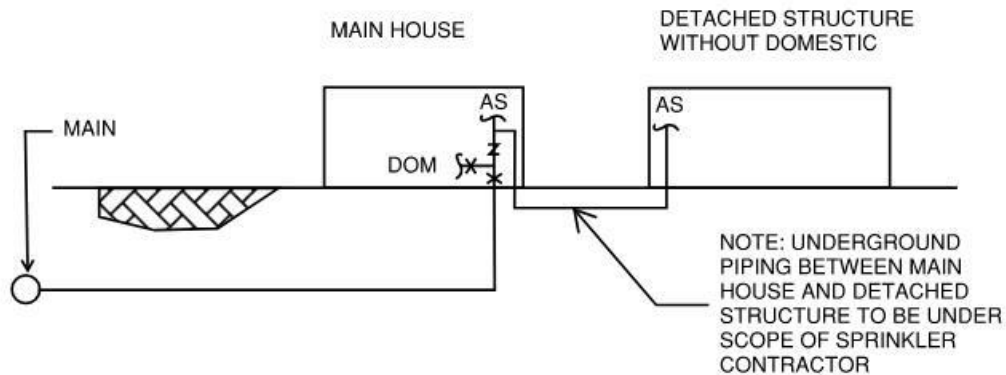 MAIN HOUSE
DETACHED STRUCTURE
WITHOUT DOMESTIC
AS
AS
MAIN
DOM
NOTE: UNDERGROUND
PIPING BETWEEN MAIN
HOUSE AND DETACHED
STRUCTURE TO BE UNDER
SCOPE OF SPRINKLER
CONTRACTOR